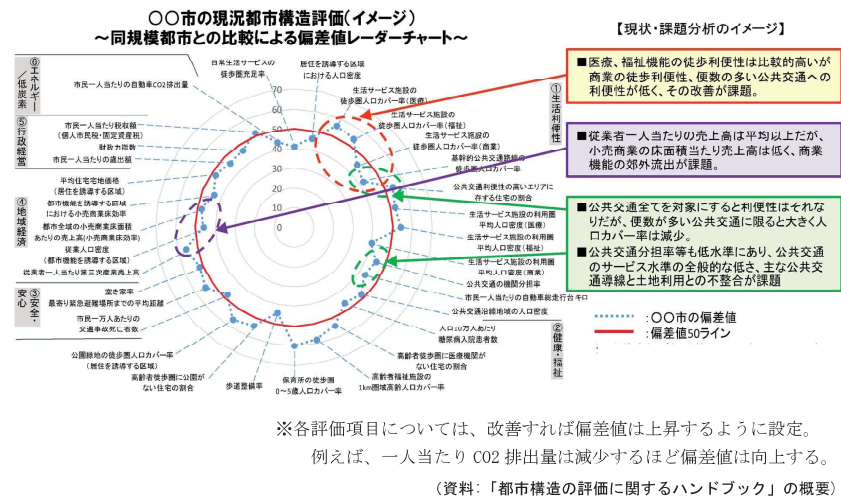 〇〇市の現況都市構造評価(イメージ)
～同規模都市との比較による偏差値レーダーチャート～
【現状・課題分析のイメージ】
■医療、福祉機能の徒歩利便性は比較的高いが
商業の徒歩利便性、便数の多い公共交通への
利便性が低く、その改善が課題。
■従業者一人当たりの売上高は平均以上だが、
小売商業の床面積当たり売上高は低く、商業
機能の郊外流出が課題。
■公共交通全てを対象にすると利便性はそれな
りだが、便数が多い公共交通に限ると大きく人
口カバー率は減少。
■公共交通分担率等も低水準にあり、公共交通
のサービス水準の全般的な低さ、主な公共交
通導線と土地利用との不整合が課題
:〇〇市の偏差値
:偏差値50ライン
①生活利便性
②健康・福祉
③安全・
安心
④地域経済
⑤行政
経営
⑥エネルギー
／低炭素
70
60
50
40
30
20
10
0
日常生活サービスの
徒歩圏充足率
居住を誘導する区域
における人口密度
生活サービス施設の
徒歩圏人口カバー率(医療)
生活サービス施設の
徒歩圏人口カバー率(福祉)
生活サービス施設の
徒歩圏人口カバー率(商業)
基幹的公共交通路線の
徒歩圏人口カバー率
公共交通利便性の高いエリアに
存する住宅の割合
生活サービス施設の利用圏
平均人口密度(医療)
生活サービス施設の利用圏
平均人口密度(福祉)
生活サービス施設の利用圏
平均人口密度(商業)
公共交通の機関分担率
市民一人当たりの自動車総走行台キロ
公共交通沿線地域の人口密度
人口10万人あたり
糖尿病入院患者数
高齢者徒歩圏に医療機関が
ない住宅の割合
高齢者福祉施設の
1km圏域高齢人口カバー率
保育所の徒歩圏
0～5歳人口カバー率
歩道整備率
高齢者徒歩圏に公園が
ない住宅の割合
公園緑地の徒歩圏人口カバー率
(居住を誘導する区域)
市民一万人あたりの
交通事故死亡者数
最寄り緊急避難場所までの平均距離
空き家率
従業者一人当たり第三次産業売上高
従業人口密度
(都市機能を誘導する区域)
都市全域の小売商業床面積
あたりの売上高(小売商業床効率)
都市機能を誘導する区域
における小売商業床効率
平均住宅宅地価格
(居住を誘導する区域)
市民一人当たりの歳出額
財政力指数
市民一人当たり税収額
(個人市民税・固定資産税)
市民一人当たりの自動車CO2排出量
※各評価項目については、改善すれば偏差値は上昇するように設定。
例えば、一人当たり CO2 排出量は減少するほど偏差値は向上する。
(資料:「都市構造の評価に関するハンドブック」の概要)